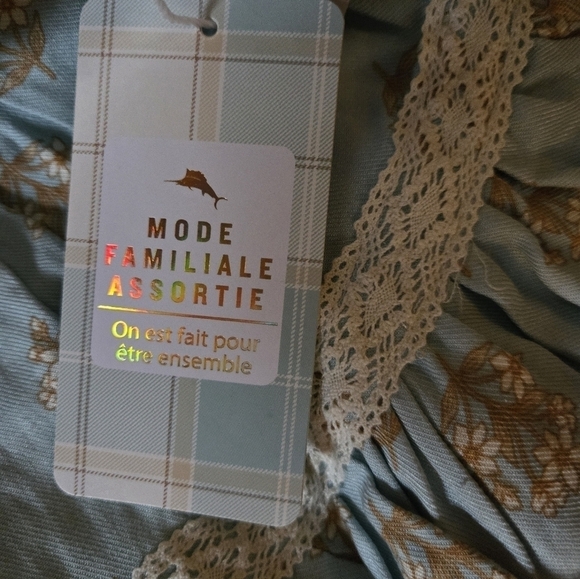 MODE
FAMILIALE
ASSORTIE
On est fait pour
être ensemble